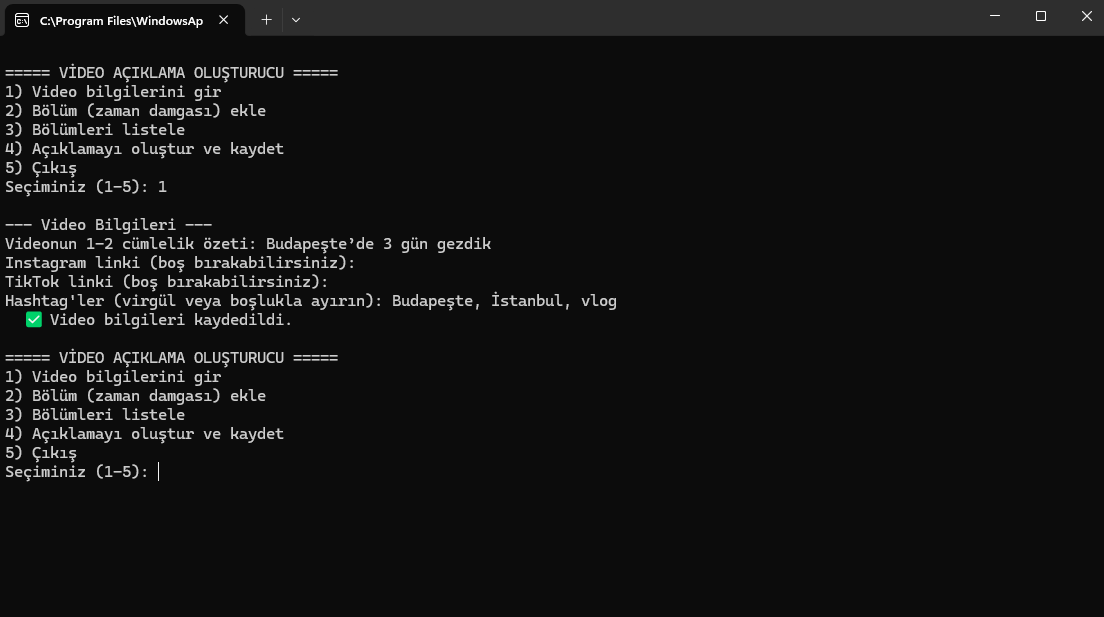 C:\Program Files\WindowsAp
===== VİDEO AÇIKLAMA OLUŞTURUCU =====
1) Video bilgilerini gir
2) Bölüm (zaman damgası) ekle
3) Bölümleri listele
4) Açıklamayı oluştur ve kaydet
5) Çıkış
Seçiminiz (1-5): 1
--- Video Bilgileri ---
Videonun 1-2 cümlelik özeti: Budapeşte’de 3 gün gezdik
Instagram linki (boş bırakabilirsiniz):
TikTok linki (boş bırakabilirsiniz):
Hashtag'ler (virgül veya boşlukla ayırın): Budapeşte, İstanbul, vlog
✅ Video bilgileri kaydedildi.
===== VİDEO AÇIKLAMA OLUŞTURUCU =====
1) Video bilgilerini gir
2) Bölüm (zaman damgası) ekle
3) Bölümleri listele
4) Açıklamayı oluştur ve kaydet
5) Çıkış
Seçiminiz (1-5):